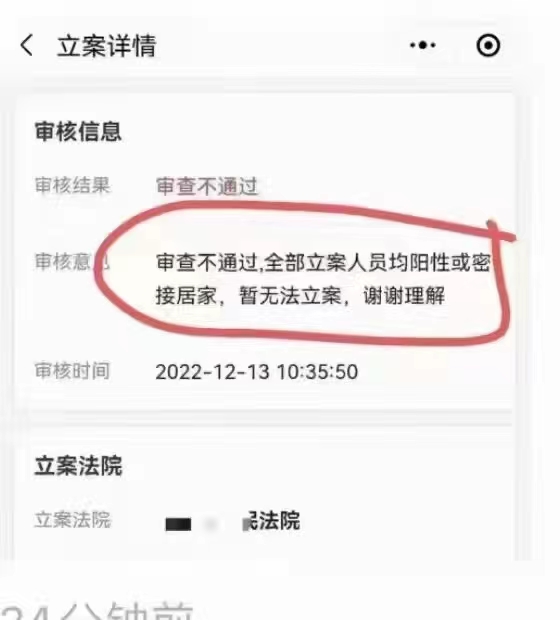 立案详情
审核信息
审核结果 审查不通过
审核意见 审查不通过,全部立案人员均阳性或密
接居家，暂无法立案，谢谢理解
审核时间 2022-12-13 10:35:50
立案法院
立案法院 民法院
24分钟前